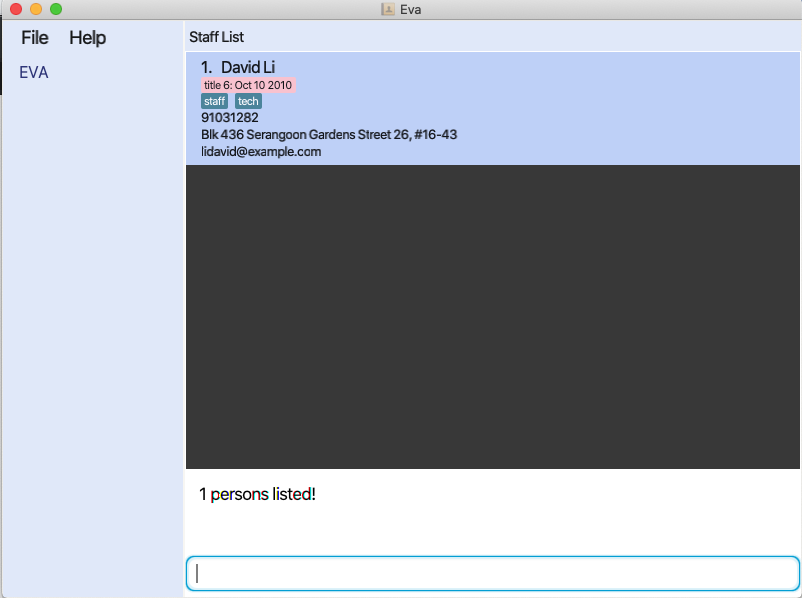 Eva
File Help
Staff List
EVA
1. David Li
title 6: Oct 10 2010
staff tech
91031282
Blk 436 Serangoon Gardens Street 26, #16-43
lidavid@example.com
1 persons listed!